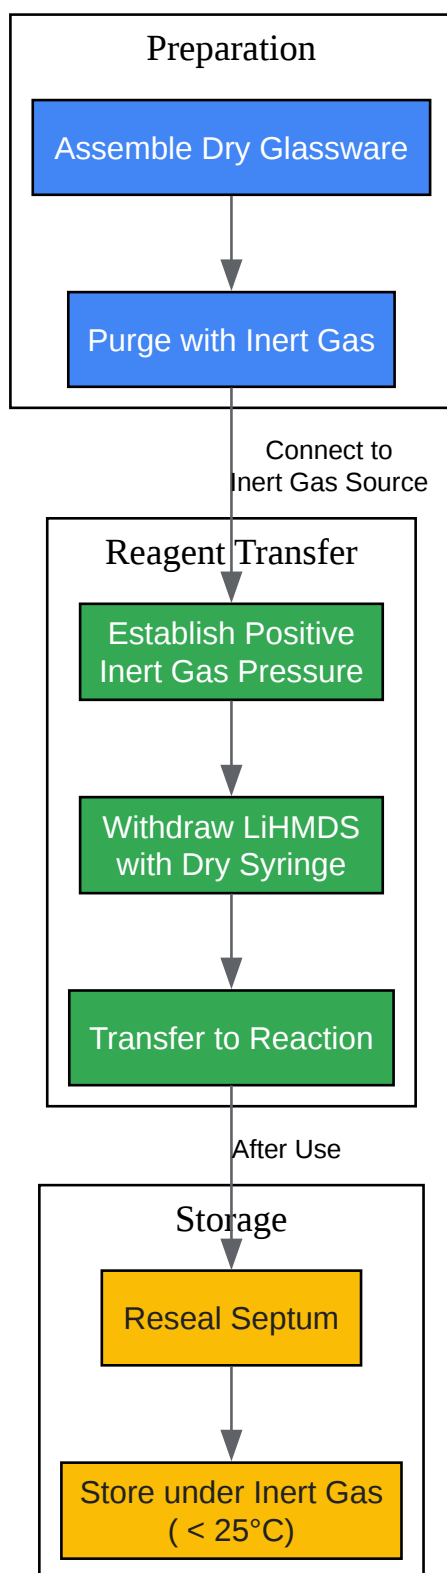 Preparation
Assemble Dry Glassware
Purge with Inert Gas
Connect to
Inert Gas Source
Reagent Transfer
Establish Positive
Inert Gas Pressure
Withdraw LiHMDS
with Dry Syringe
Transfer to Reaction
After Use
Storage
Reseal Septum
Store under Inert Gas
( < 25°C)